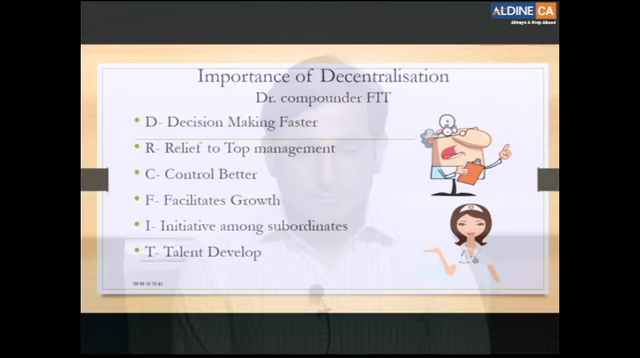 ALDINE CA
Always A Step Ahead
Importance of Decentralisation
Dr. compounder FIT
• D- Decision Making Faster
• R- Relief to Top management
• C- Control Better
• F- Facilitates Growth
• I- Initiative among subordinates
• T- Talent Develop